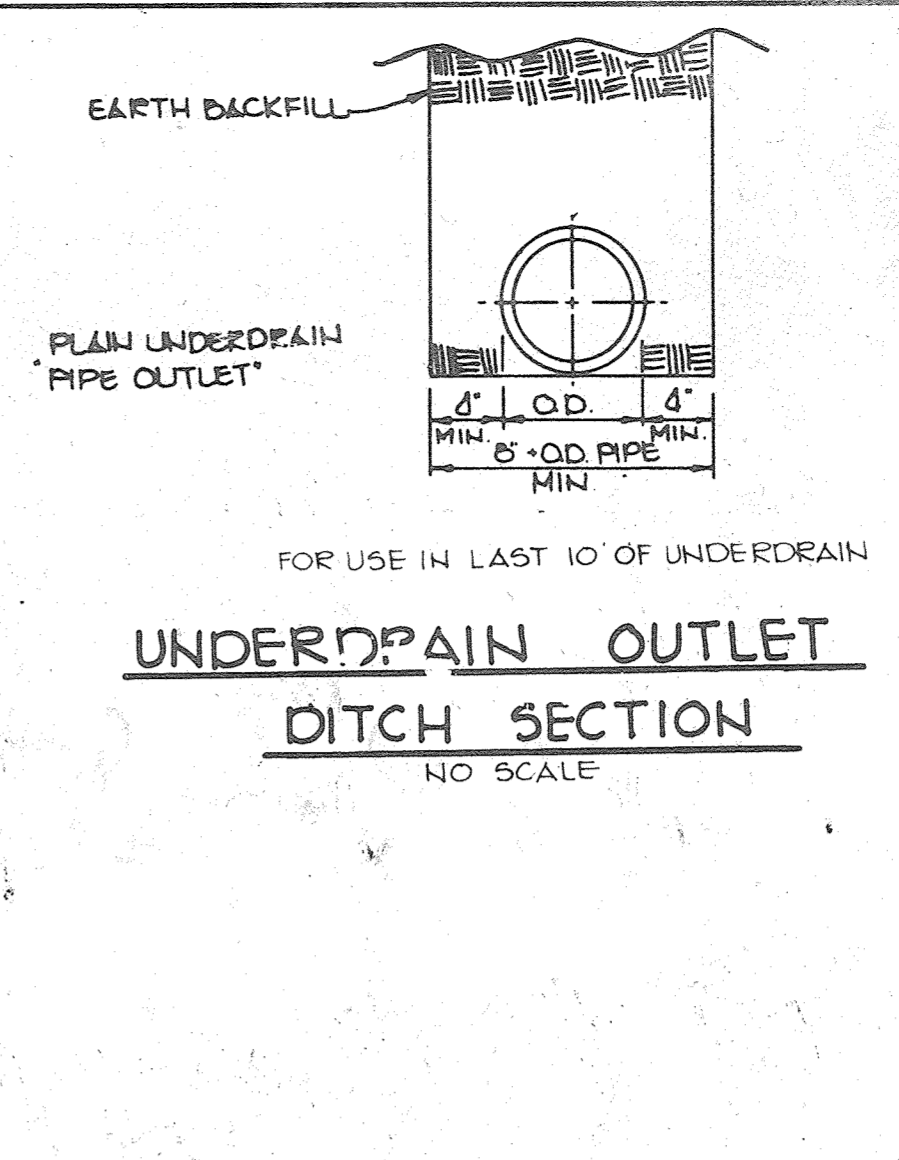 EARTH BACKFILL
"PLAIN UNDERDRAIN
PIPE OUTLET"
4" O.D. 4"
MIN. MIN.
8" + O.D. PIPE
MIN.
FOR USE IN LAST 10' OF UNDERDRAIN
UNDERDRAIN OUTLET
DITCH SECTION
NO SCALE